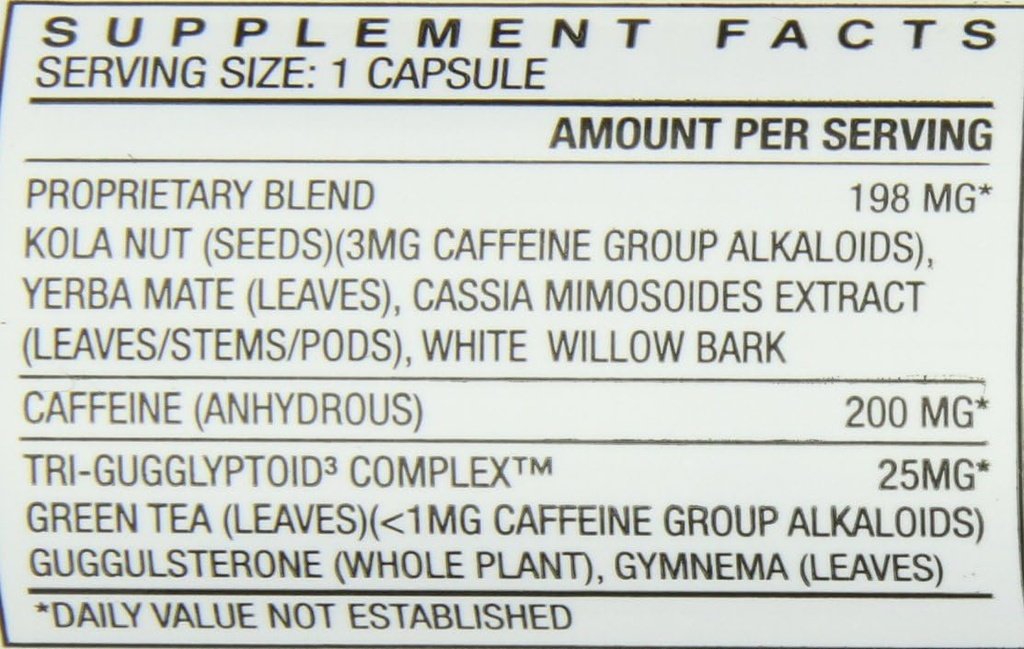 SUPPLEMENT FACTS
SERVING SIZE: 1 CAPSULE
AMOUNT PER SERVING
PROPRIETARY BLEND 198 MG*
KOLA NUT (SEEDS)(3MG CAFFEINE GROUP ALKALOIDS),
YERBA MATE (LEAVES), CASSIA MIMOSOIDES EXTRACT
(LEAVES/STEMS/PODS), WHITE WILLOW BARK
CAFFEINE (ANHYDROUS) 200 MG*
TRI-GUGGLYPTOID³ COMPLEX™ 25MG*
GREEN TEA (LEAVES)(<1MG CAFFEINE GROUP ALKALOIDS)
GUGGULSTERONE (WHOLE PLANT), GYMNEMA (LEAVES)
*DAILY VALUE NOT ESTABLISHED